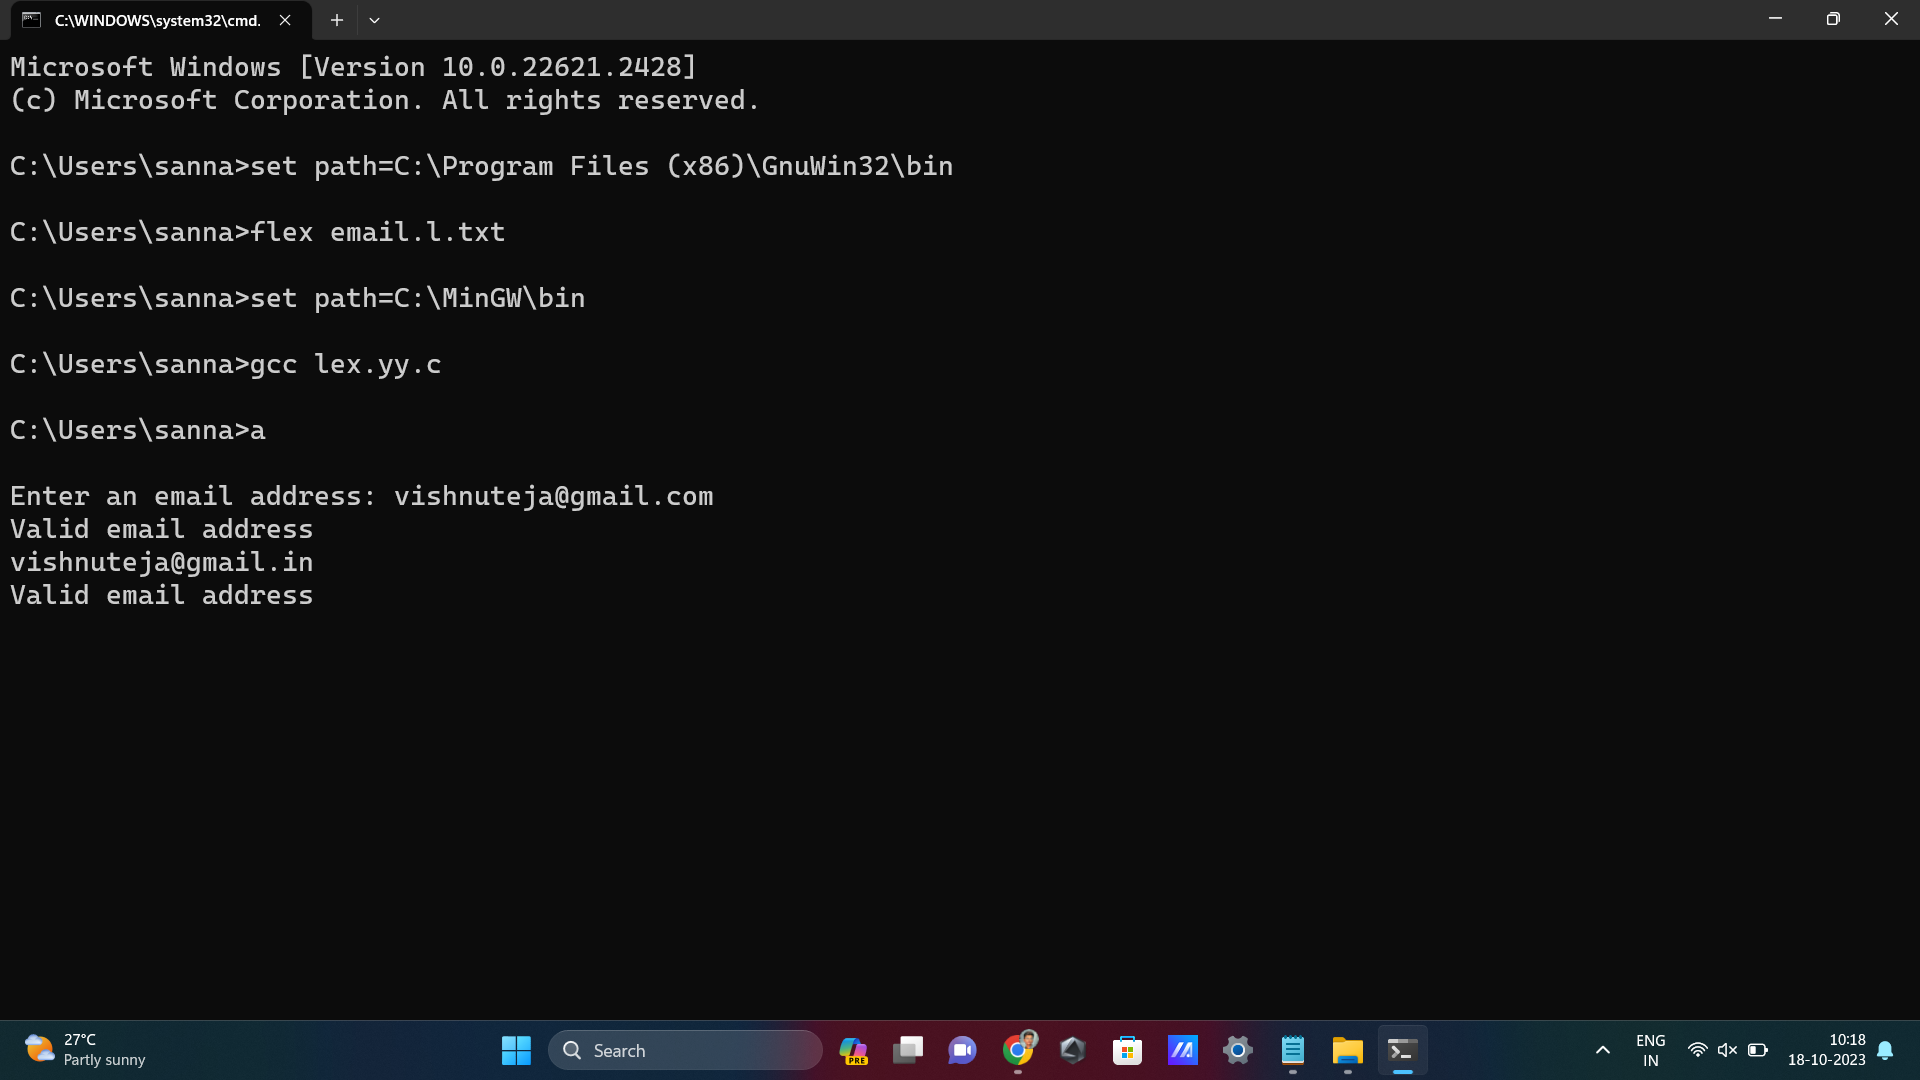 C:\WINDOWS\system32\cmd.
Microsoft Windows [Version 10.0.22621.2428]
(c) Microsoft Corporation. All rights reserved.
C:\Users\sanna>set path=C:\Program Files (x86)\GnuWin32\bin
C:\Users\sanna>flex email.l.txt
C:\Users\sanna>set path=C:\MinGW\bin
C:\Users\sanna>gcc lex.yy.c
C:\Users\sanna>a
Enter an email address: vishnuteja@gmail.com
Valid email address
vishnuteja@gmail.in
Valid email address
27°C
Partly sunny
Search
PRE
ENG
IN
10:18
18-10-2023